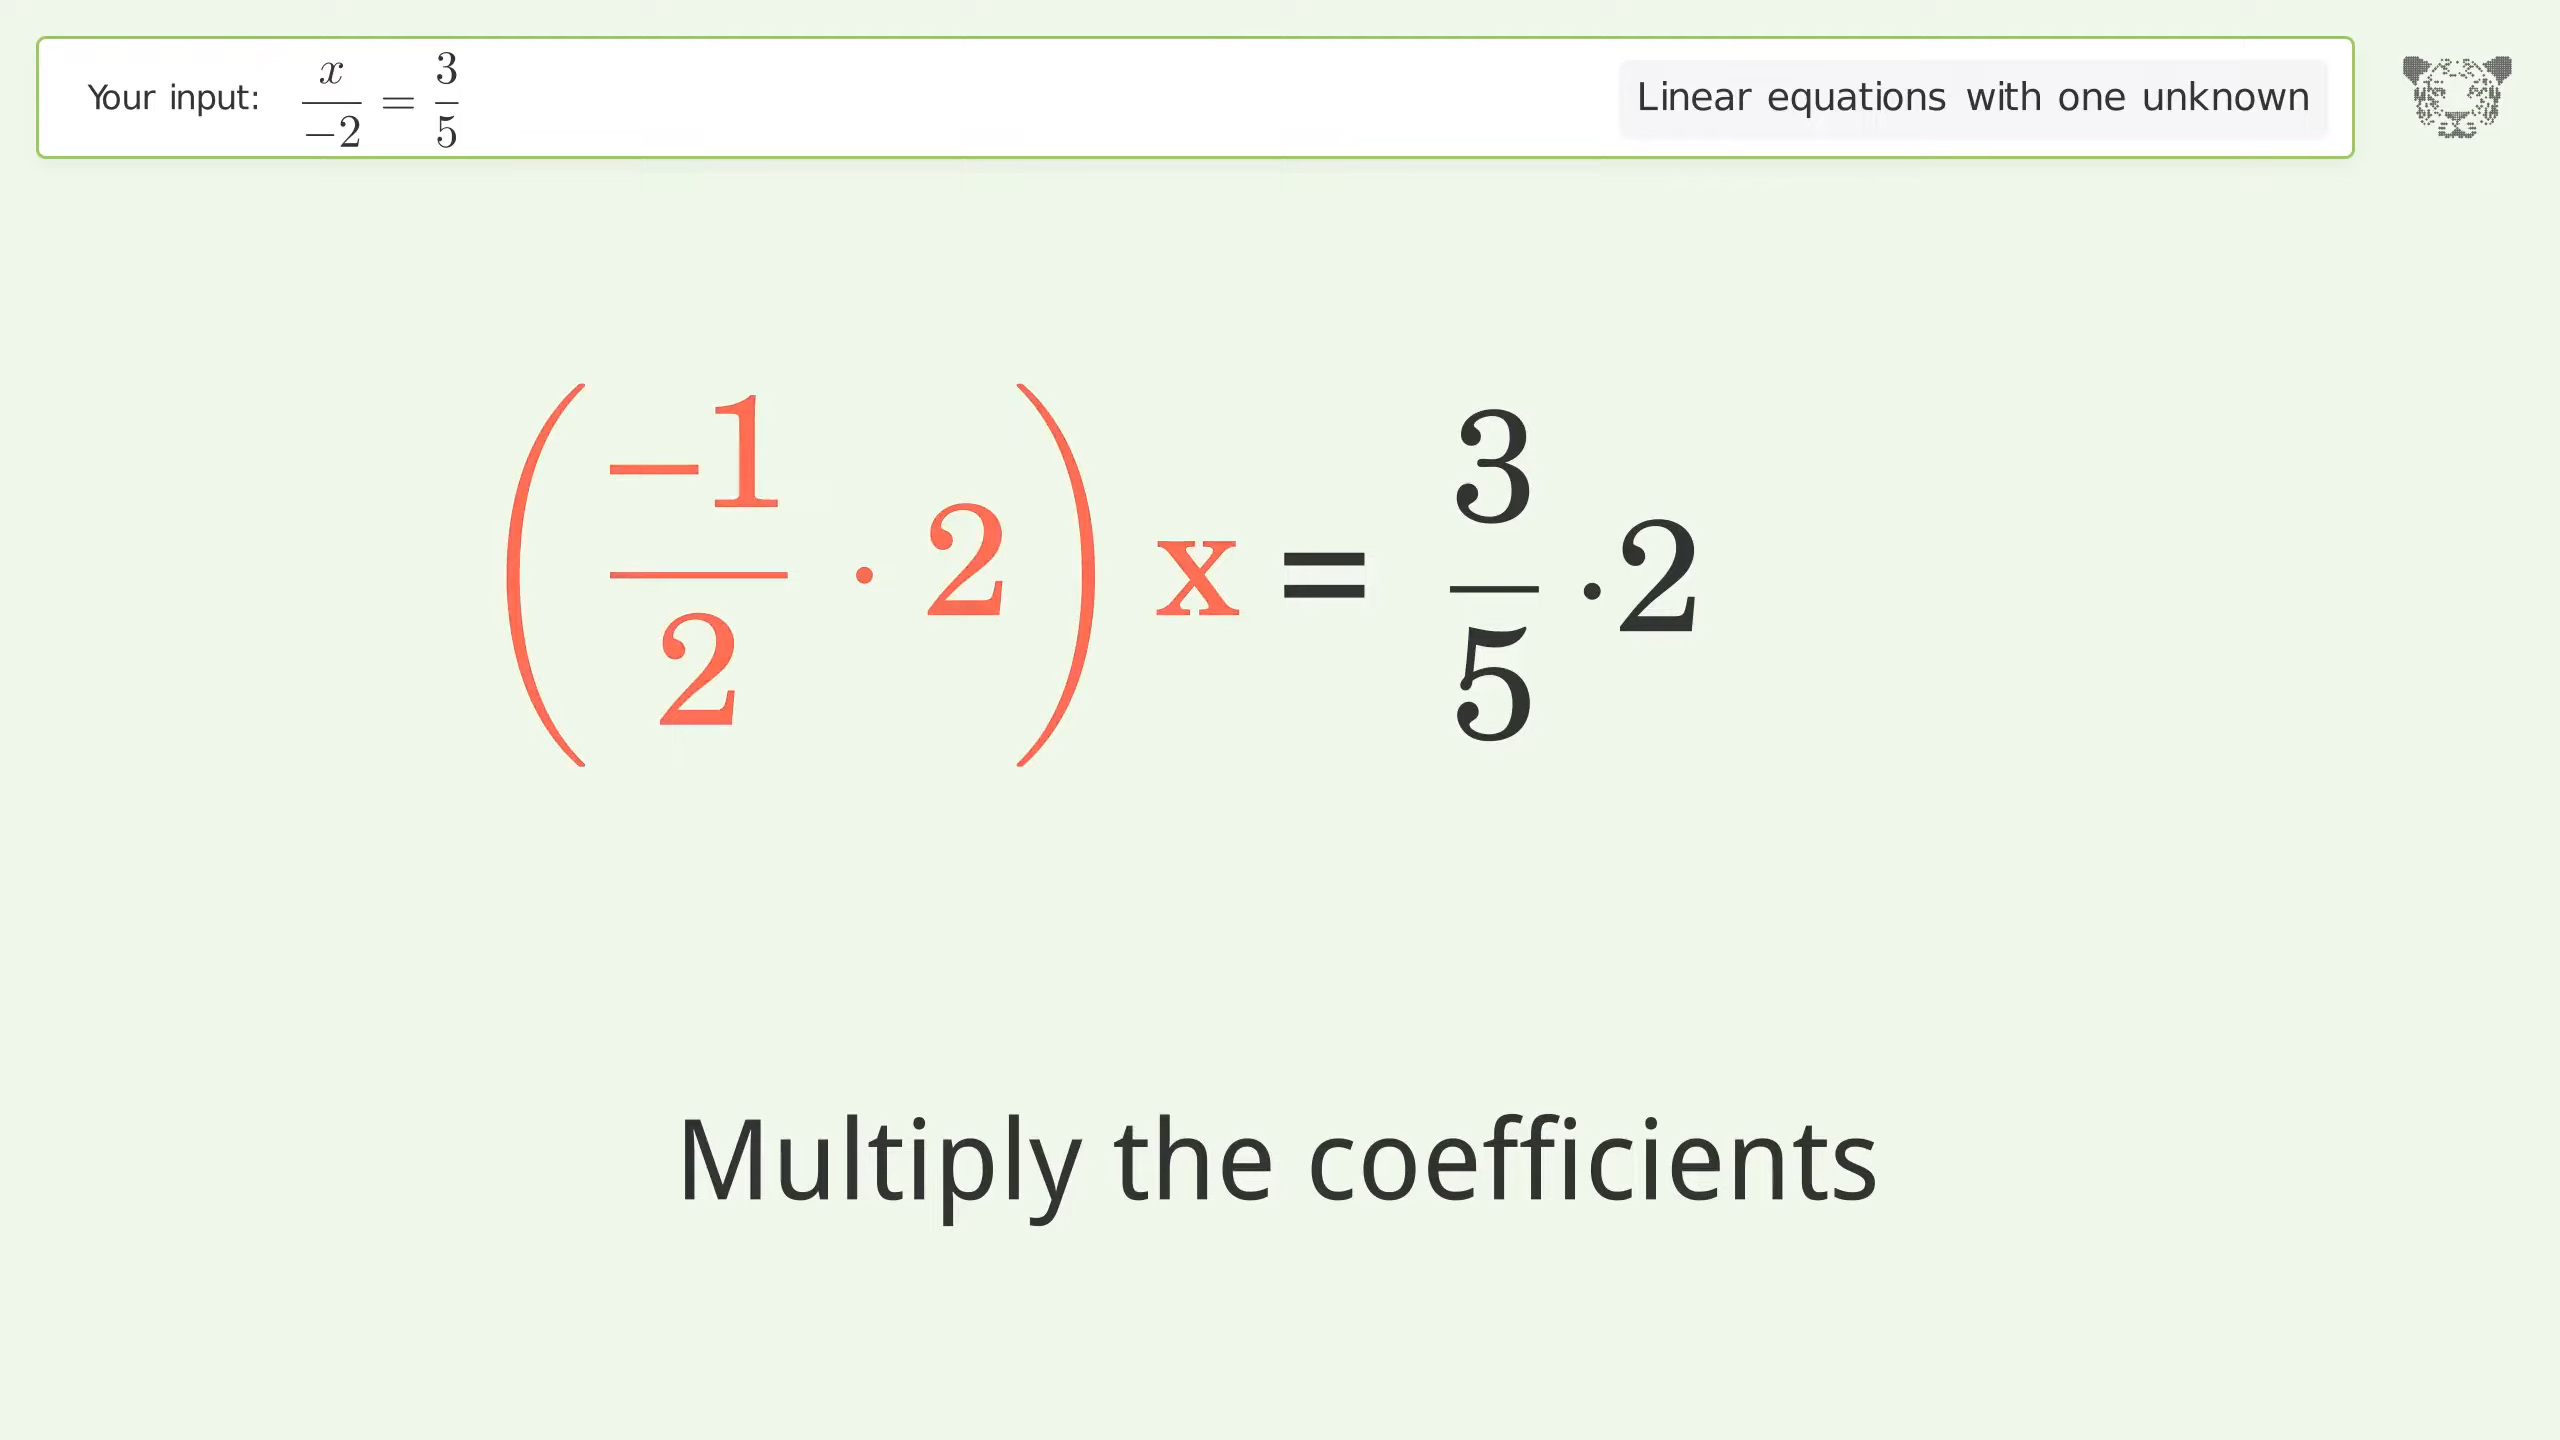 Your input: x/−2 = 3/5
Linear equations with one unknown
(−1/2 · 2) x = 3/5 ·2
Multiply the coefficients